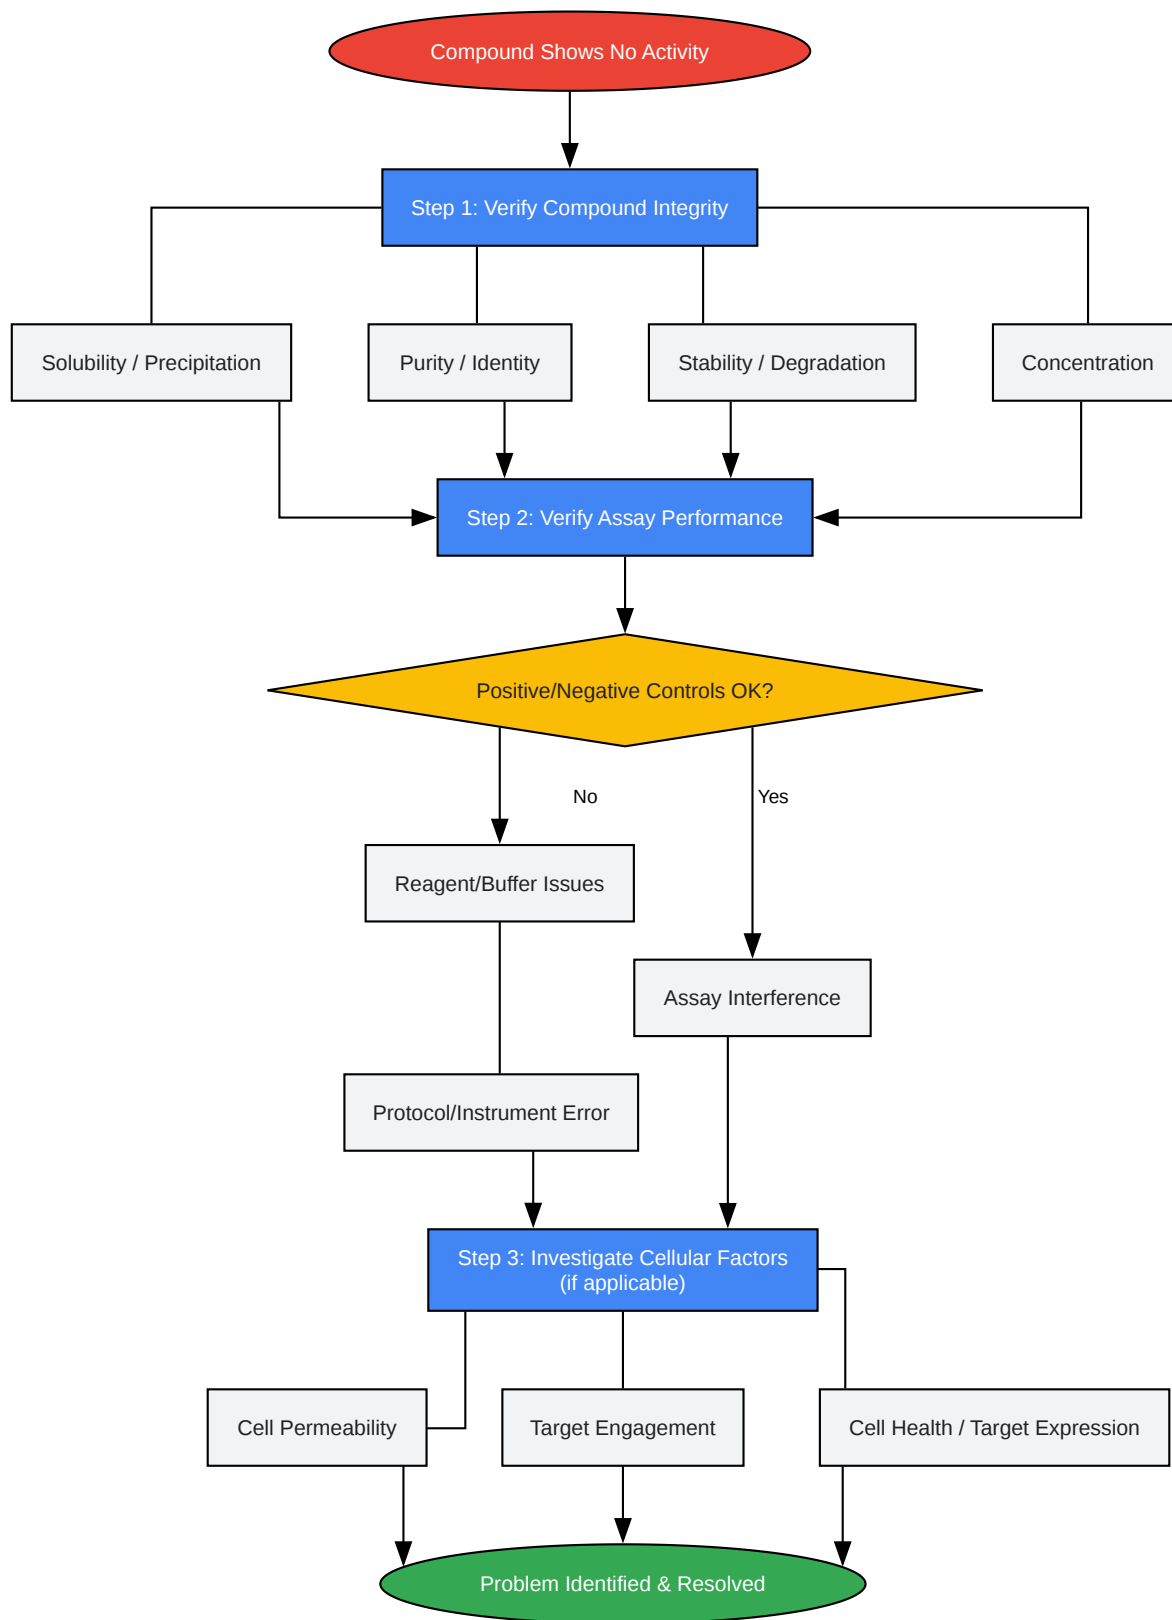 Compound Shows No Activity
Step 1: Verify Compound Integrity
Solubility / Precipitation
Purity / Identity
Stability / Degradation
Concentration
Step 2: Verify Assay Performance
Positive/Negative Controls OK?
No
Yes
Reagent/Buffer Issues
Assay Interference
Protocol/Instrument Error
Step 3: Investigate Cellular Factors
(if applicable)
Cell Permeability
Target Engagement
Cell Health / Target Expression
Problem Identified & Resolved